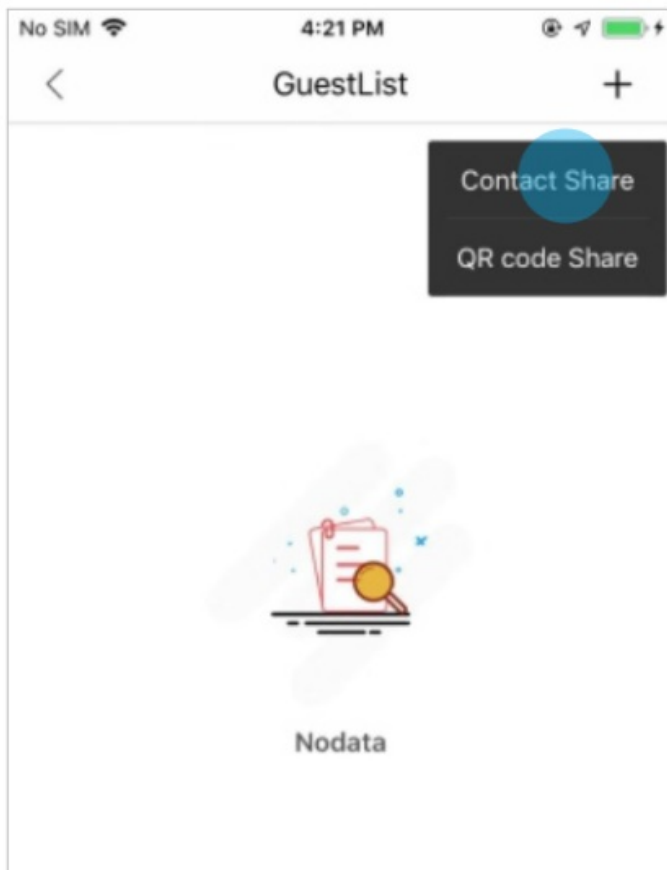 No SIM 4:21 PM
GuestList
Contact Share
QR code Share
Nodata